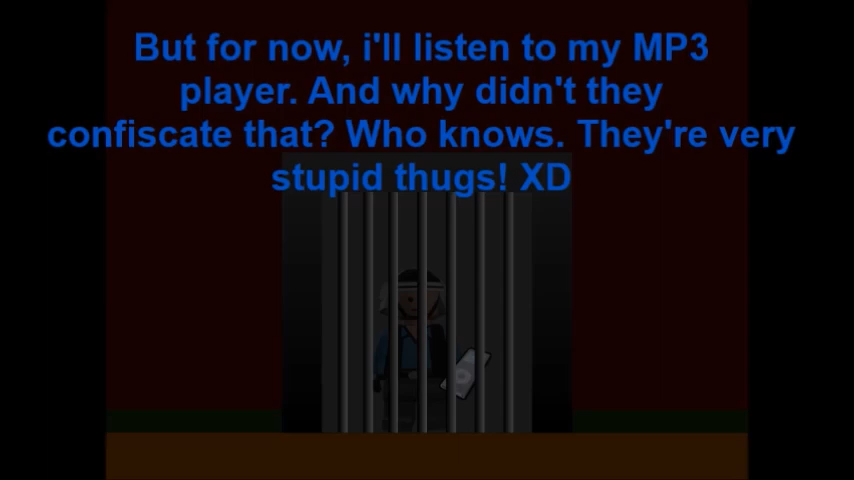 But for now, i'll listen to my MP3
player. And why didn't they
confiscate that? Who knows. They're very
stupid thugs! XD